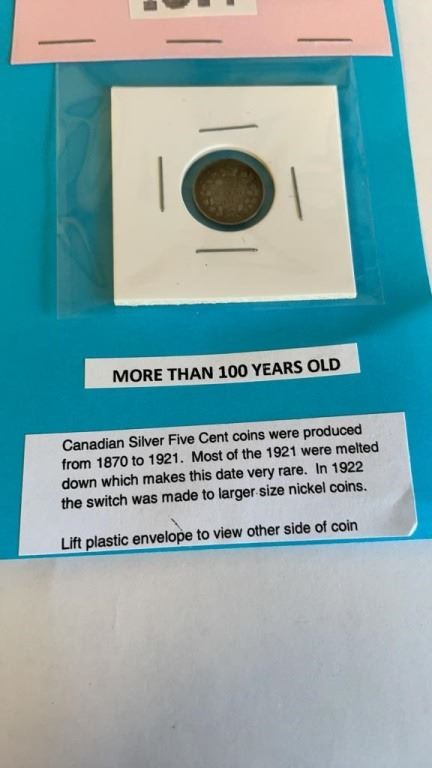 MORE THAN 100 YEARS OLD
Canadian Silver Five Cent coins were produced
from 1870 to 1921. Most of the 1921 were melted
down which makes this date very rare. In 1922
the switch was made to larger size nickel coins.
Lift plastic envelope to view other side of coin